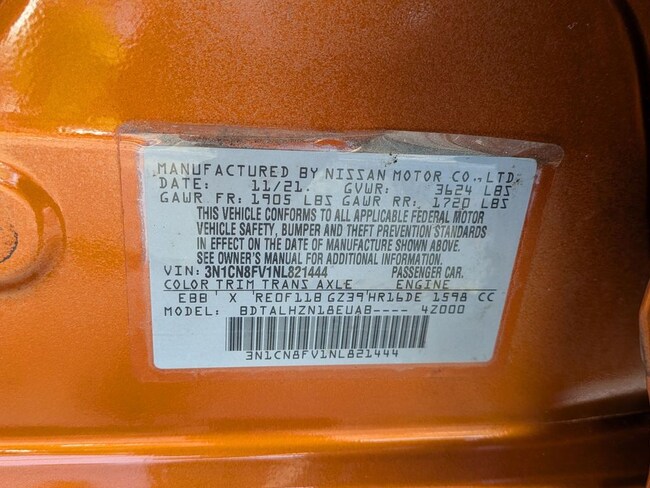 MANUFACTURED BY NISSAN MOTOR CO., LTD.
DATE: 11/21. GVWR: 3624 LBS
GAWR FR: 1905 LBS GAWR RR: 1720 LBS
THIS VEHICLE CONFORMS TO ALL APPLICABLE FEDERAL MOTOR
VEHICLE SAFETY, BUMPER AND THEFT PREVENTION STANDARDS
IN EFFECT ON THE DATE OF MANUFACTURE SHOWN ABOVE.
SEE OWNER'S MANUAL FOR ADDITIONAL INFORMATION.
VIN: 3N1CN8FV1NL821444 PASSENGER CAR.
COLOR TRIM TRANS AXLE ENGINE
EBB X RE0F11B GZ39 HR16DE 1598 CC
MODEL: BDTALHZN18EUAB---- 42000
3N1CN8FV1NL821444